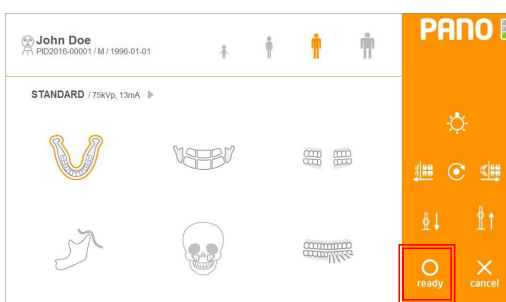 John Doe
PID2016-00001 / M / 1996-01-01
PANO
STANDARD / 75kVp, 13mA
ready
cancel